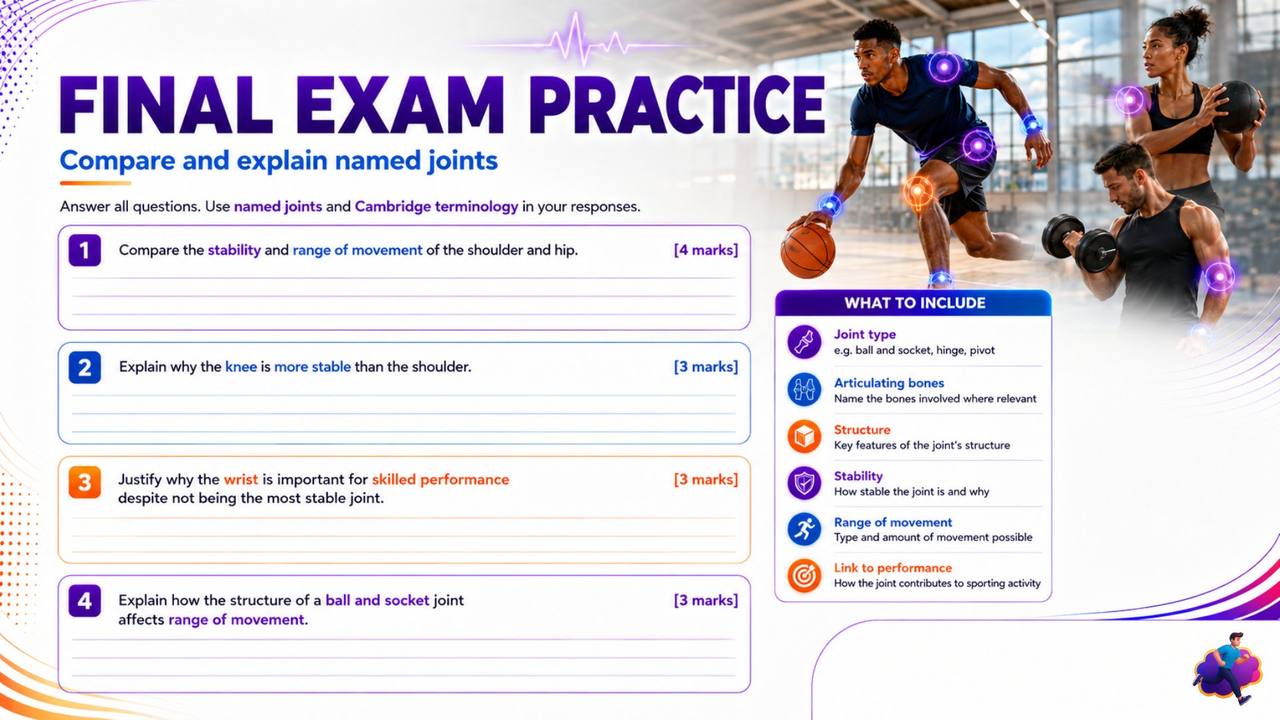 FINAL EXAM PRACTICE
Compare and explain named joints
Answer all questions. Use named joints and Cambridge terminology in your responses.
1
Compare the stability and range of movement of the shoulder and hip.
[4 marks]
2
Explain why the knee is more stable than the shoulder.
[3 marks]
3
Justify why the wrist is important for skilled performance
despite not being the most stable joint.
[3 marks]
4
Explain how the structure of a ball and socket joint
affects range of movement.
[3 marks]
WHAT TO INCLUDE
Joint type
e.g. ball and socket, hinge, pivot
Articulating bones
Name the bones involved where relevant
Structure
Key features of the joint's structure
Stability
How stable the joint is and why
Range of movement
Type and amount of movement possible
Link to performance
How the joint contributes to sporting activity